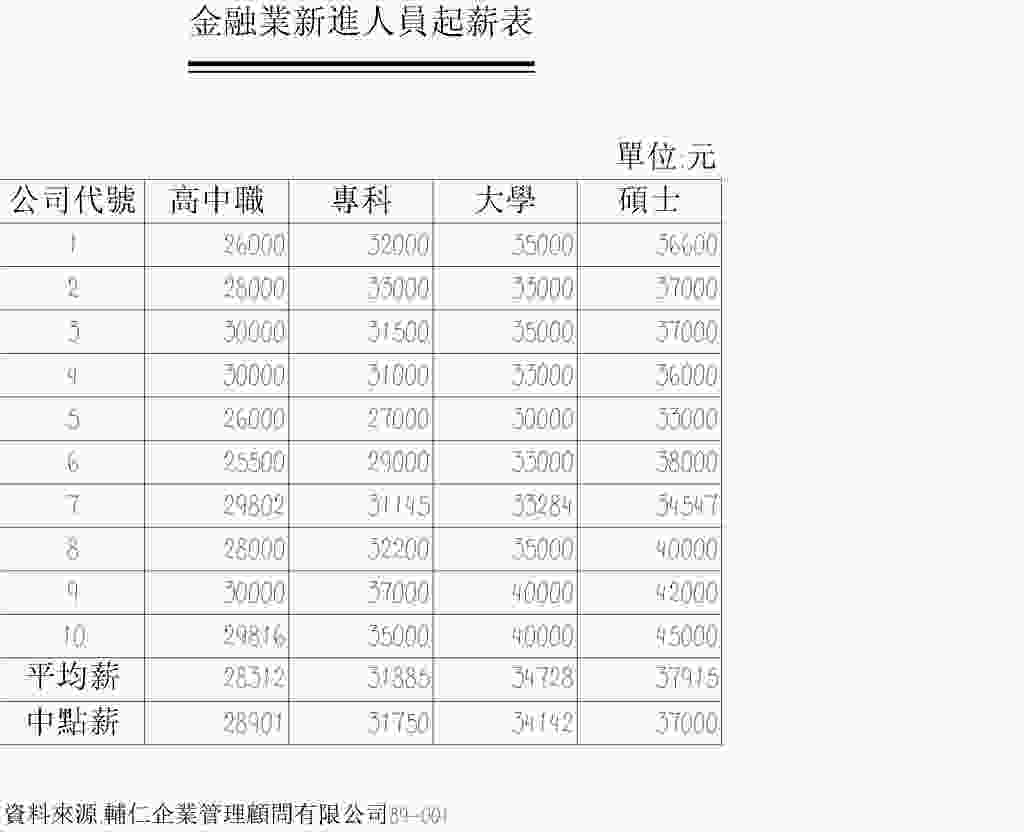 金融業新進人員起薪表
單位:元
公司代號 高中職 專科 大學 碩士
1 26000 32000 35000 36600
2 28000 33000 33000 37000
3 30000 31500 35000 37000
4 30000 31000 33000 36000
5 26000 27000 30000 33000
6 25500 29000 33000 38000
7 29802 31145 33284 34547
8 28000 32200 35000 40000
9 30000 37000 40000 42000
10 29816 35000 40000 45000
平均薪 28312 31885 34728 37915
中點薪 28901 31750 34142 37000
資料來源:輔仁企業管理顧問有限公司89-001